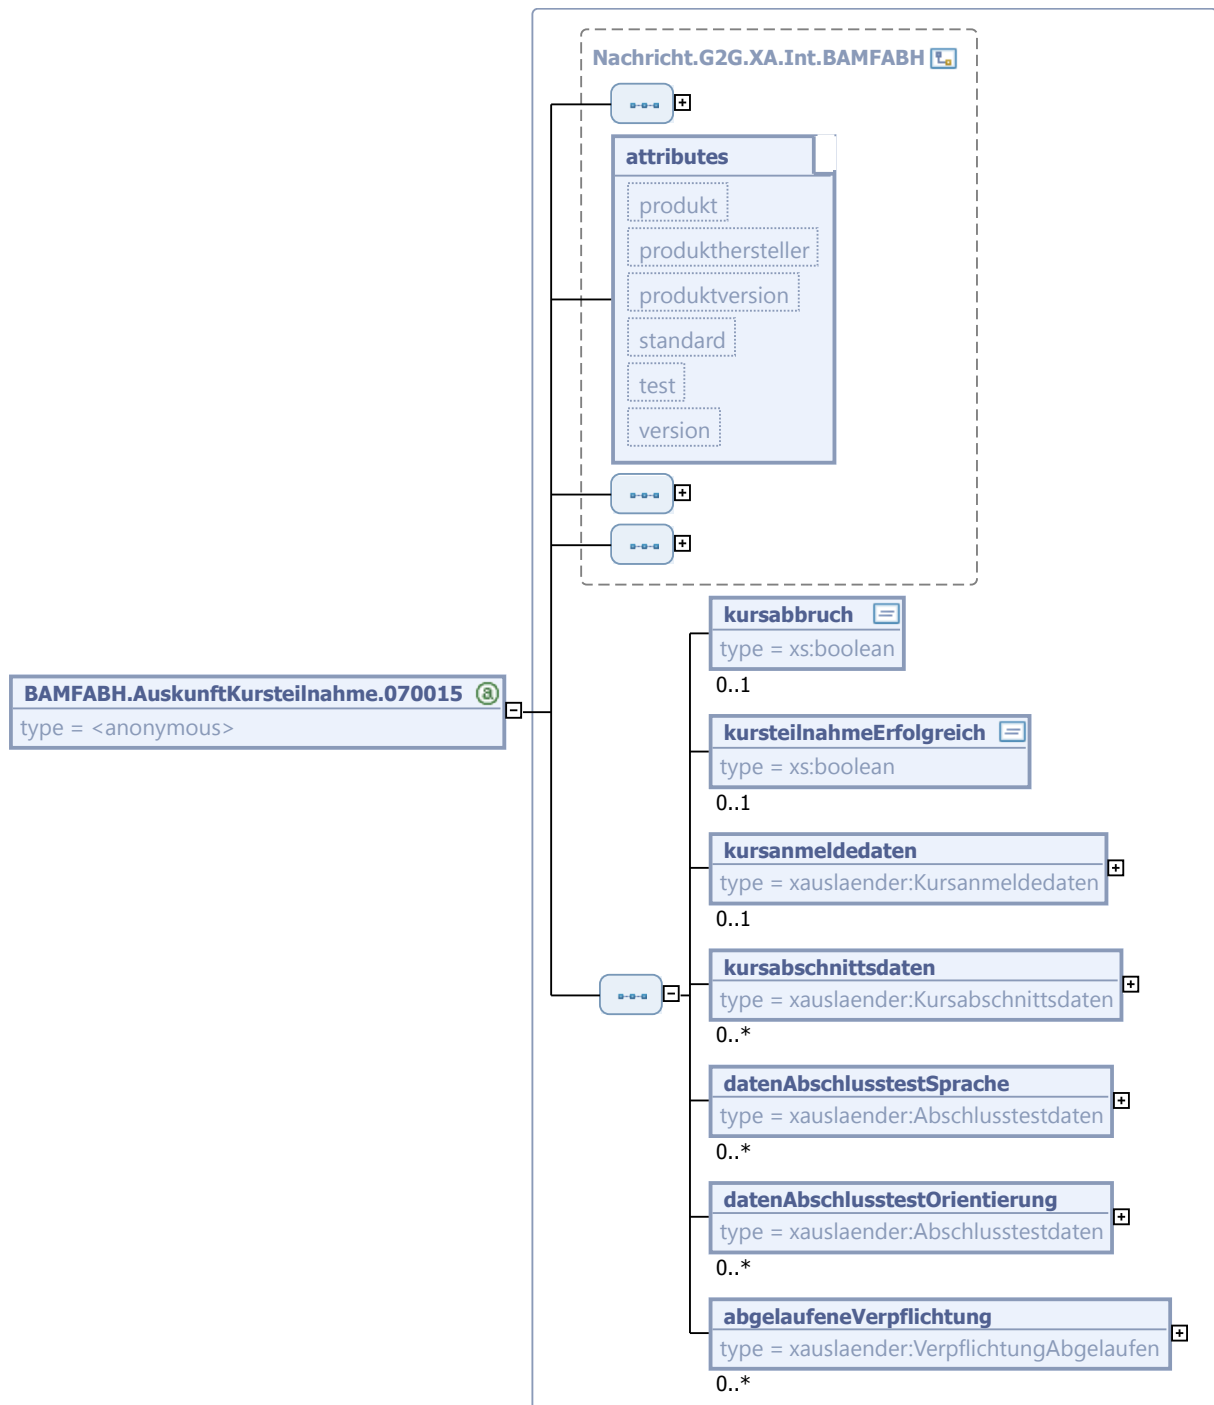 Nachricht.G2G.XA.Int.BAMFABH
attributes
produkt
produkthersteller
produktversion
standard
test
version
kursabbruch
type = xs:boolean
0..1
BAMFABH.AuskunftKursteilnahme.070015
type = <anonymous>
kursteilnahmeErfolgreich
type = xs:boolean
0..1
kursanmeldedaten
type = xauslaender:Kursanmeldedaten
0..1
kursabschnittsdaten
type = xauslaender:Kursabschnittsdaten
0..*
datenAbschlusstestSprache
type = xauslaender:Abschlusstestdaten
0..*
datenAbschlusstestOrientierung
type = xauslaender:Abschlusstestdaten
0..*
abgelaufeneVerpflichtung
type = xauslaender:VerpflichtungAbgelaufen
0..*